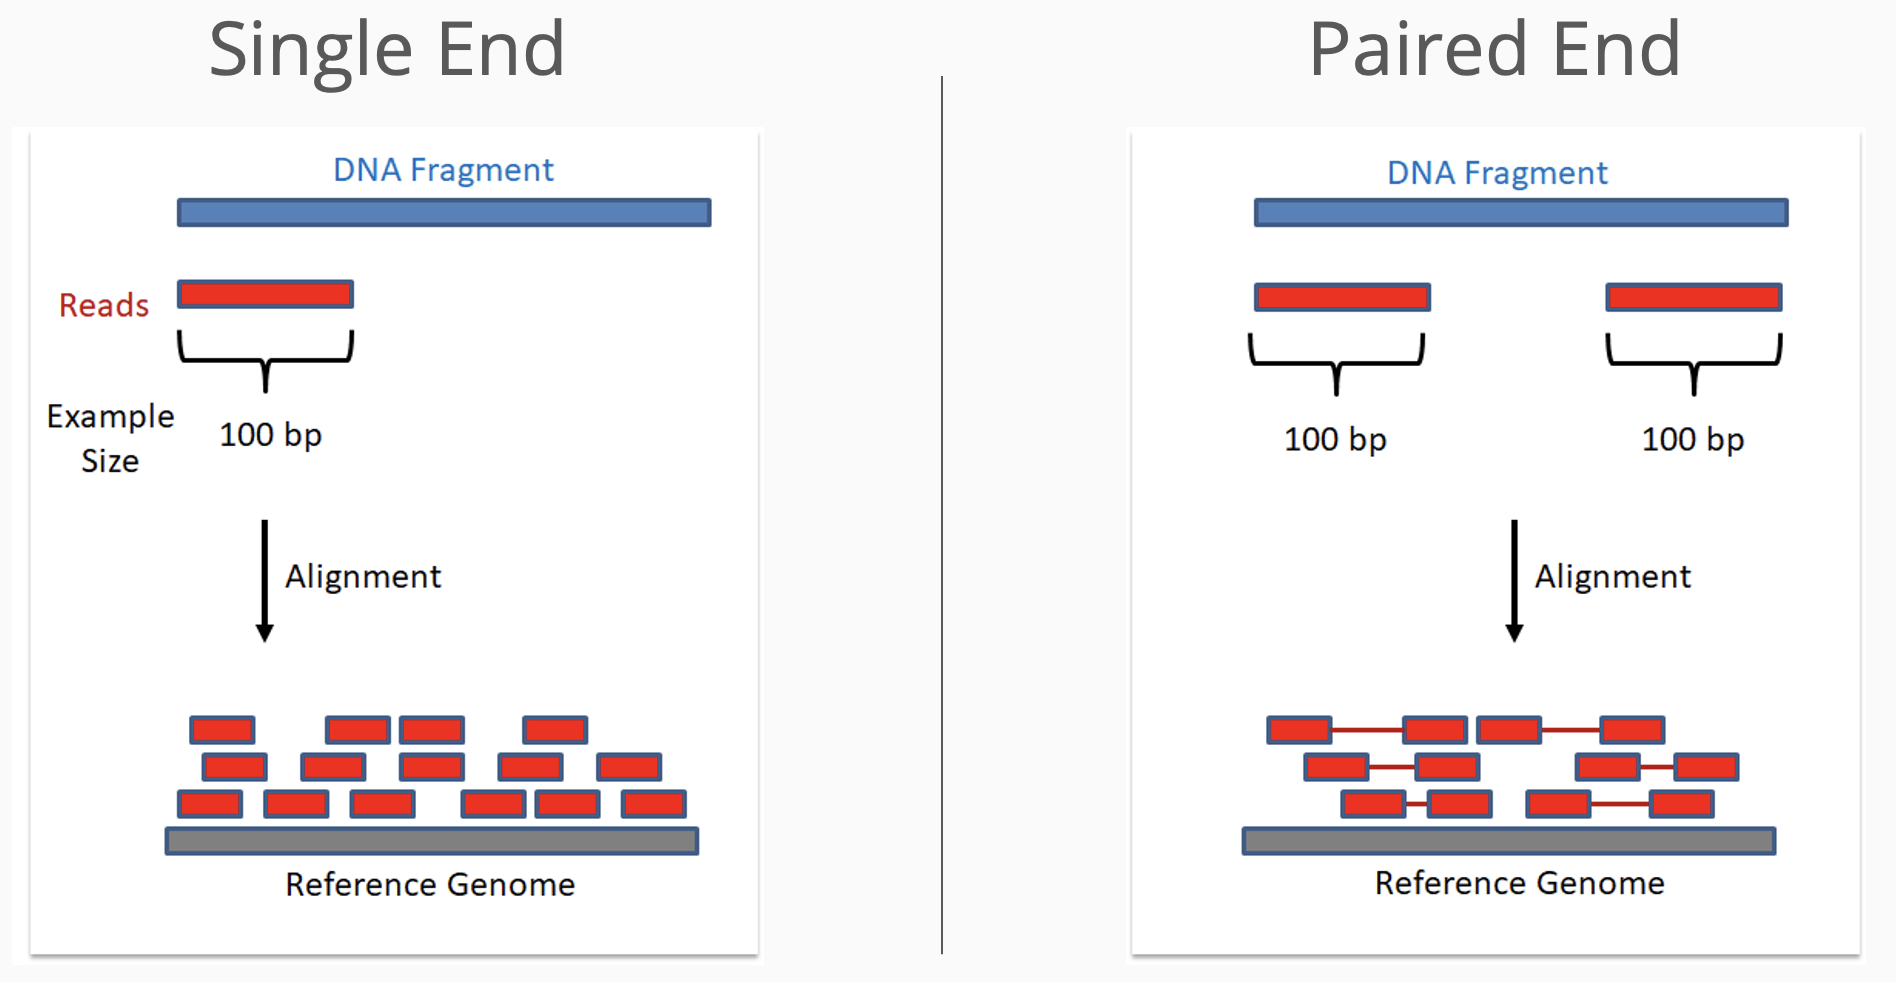 Single End
DNA Fragment
Reads
Example
Size
100 bp
Alignment
Reference Genome
Paired End
DNA Fragment
100 bp
100 bp
Alignment
Reference Genome